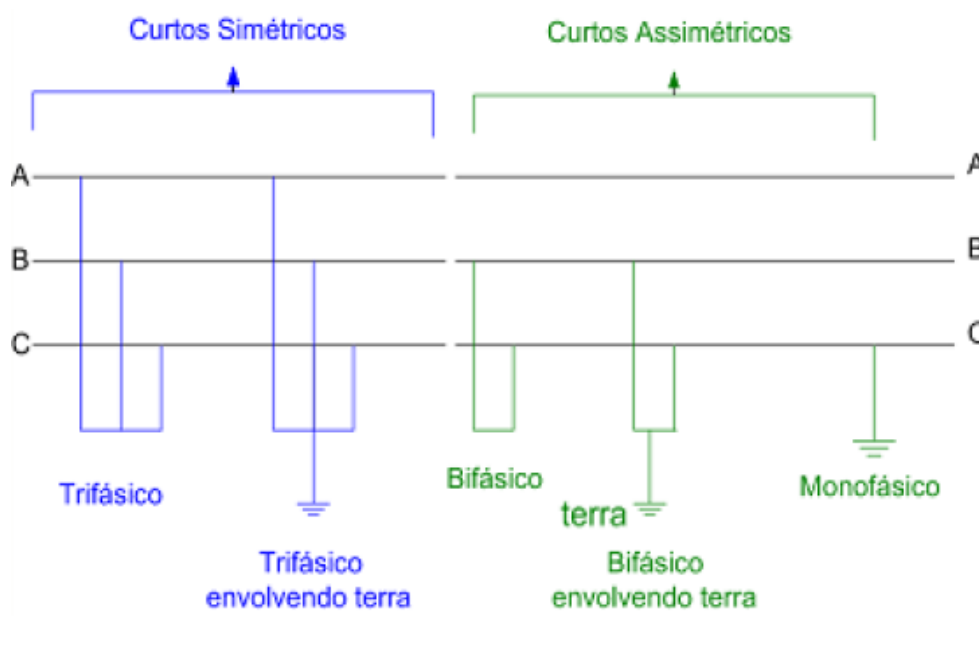 Curtos Simétricos
Curtos Assimétricos
A
A
B
B
C
C
Trifásico
Bifásico
Monofásico
terra
Trifásico
envolvendo terra
Bifásico
envolvendo terra